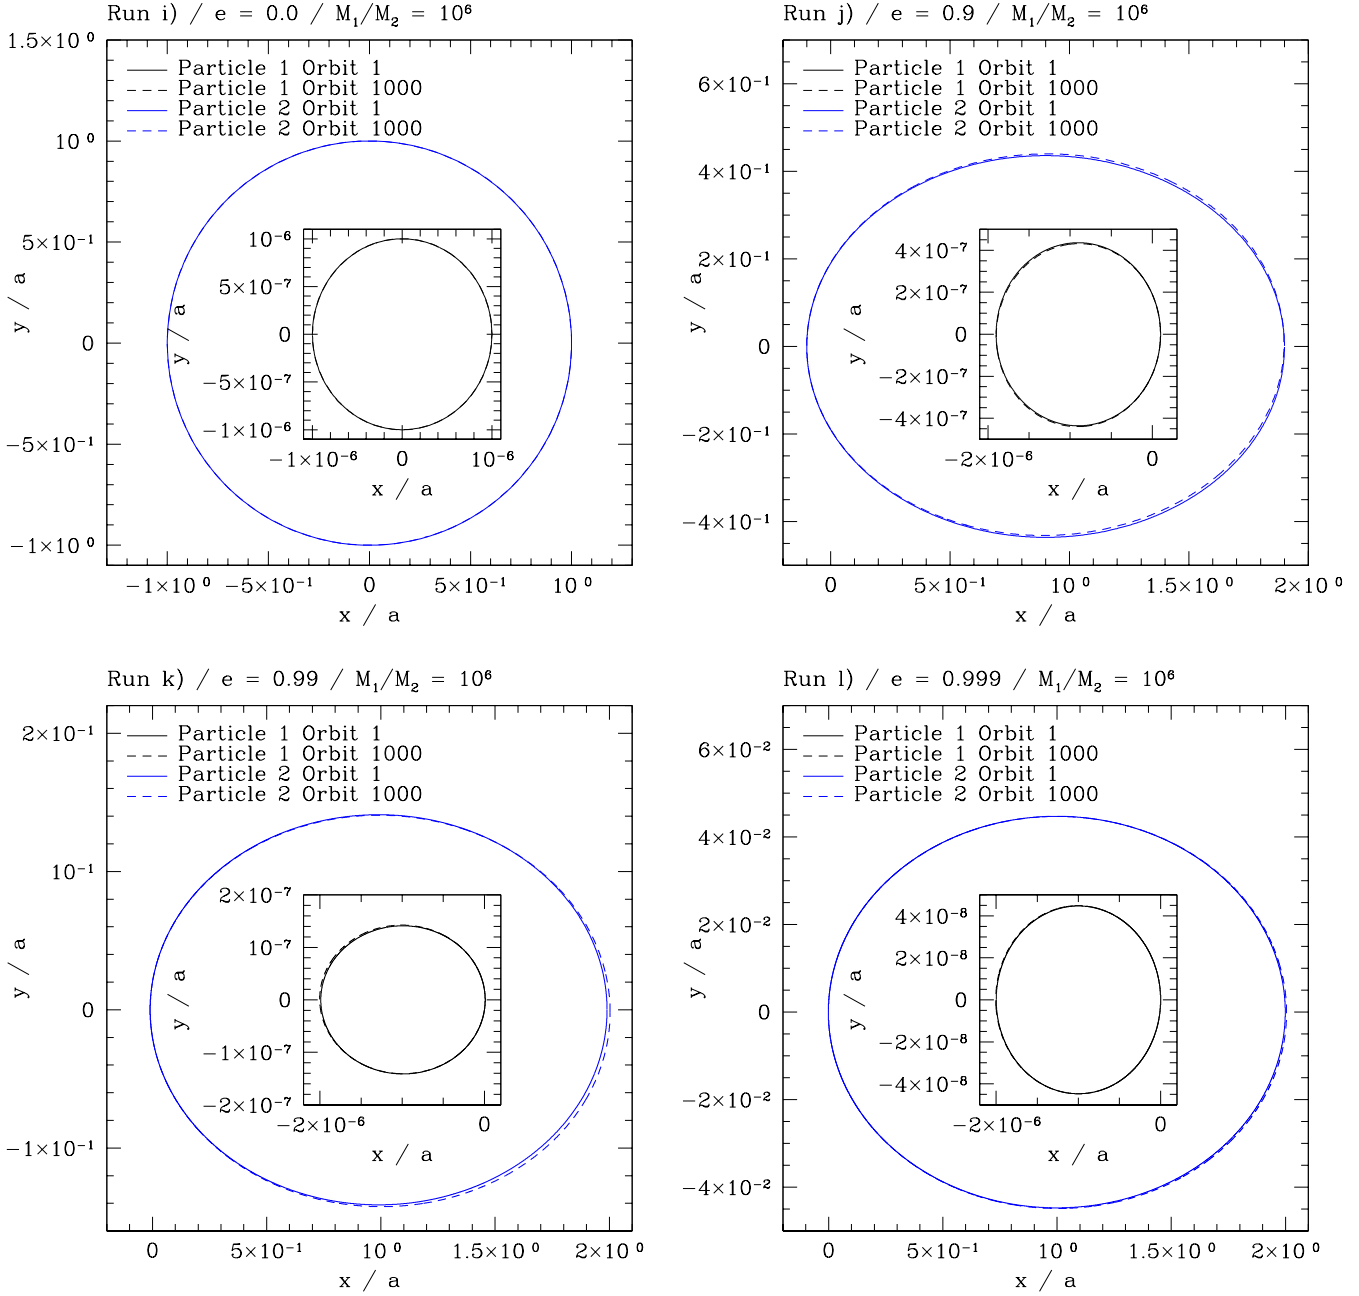 Run i) / e = 0.0 / M₁/M₂ = 10⁶
1.5×10⁰
10⁰
5×10⁻¹
0
−5×10⁻¹
−1×10⁰
y / a
Particle 1 Orbit 1
Particle 1 Orbit 1000
Particle 2 Orbit 1
Particle 2 Orbit 1000
10⁻⁶
5×10⁻⁷
0
−5×10⁻⁷
−1×10⁻⁶
y / a
−1×10⁻⁶ 0 10⁻⁶
x / a
−1×10⁰ −5×10⁻¹ 0 5×10⁻¹ 10⁰
x / a
Run j) / e = 0.9 / M₁/M₂ = 10⁶
6×10⁻¹
4×10⁻¹
2×10⁻¹
0
−2×10⁻¹
−4×10⁻¹
y / a
Particle 1 Orbit 1
Particle 1 Orbit 1000
Particle 2 Orbit 1
Particle 2 Orbit 1000
4×10⁻⁷
2×10⁻⁷
0
−2×10⁻⁷
−4×10⁻⁷
y / a
−2×10⁻⁶ 0
x / a
0 5×10⁻¹ 10⁰ 1.5×10⁰ 2×10⁰
x / a
Run k) / e = 0.99 / M₁/M₂ = 10⁶
2×10⁻¹
10⁻¹
0
−1×10⁻¹
y / a
Particle 1 Orbit 1
Particle 1 Orbit 1000
Particle 2 Orbit 1
Particle 2 Orbit 1000
2×10⁻⁷
10⁻⁷
0
−1×10⁻⁷
−2×10⁻⁷
y / a
−2×10⁻⁶ 0
x / a
0 5×10⁻¹ 10⁰ 1.5×10⁰ 2×10⁰
x / a
Run l) / e = 0.999 / M₁/M₂ = 10⁶
6×10⁻²
4×10⁻²
2×10⁻²
0
−2×10⁻²
−4×10⁻²
y / a
Particle 1 Orbit 1
Particle 1 Orbit 1000
Particle 2 Orbit 1
Particle 2 Orbit 1000
4×10⁻⁸
2×10⁻⁸
0
−2×10⁻⁸
−4×10⁻⁸
y / a
−2×10⁻⁶ 0
x / a
0 5×10⁻¹ 10⁰ 1.5×10⁰ 2×10⁰
x / a